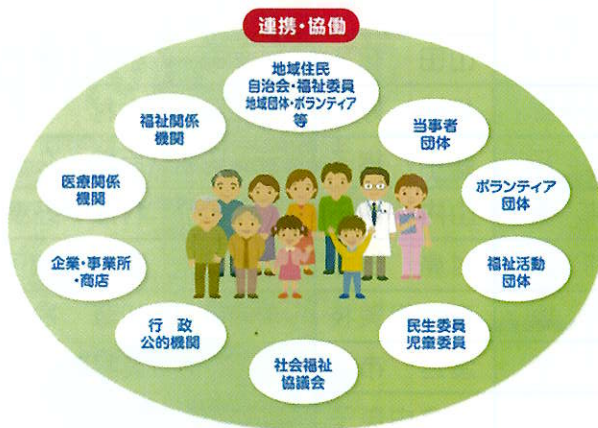 連携・協働
地域住民
自治会・福祉委員
地域団体・ボランティア
等
当事者
団体
ボランティア
団体
福祉活動
団体
民生委員
児童委員
社会福祉
協議会
行　政
公的機関
企業・事業所
・商店
医療関係
機関
福祉関係
機関